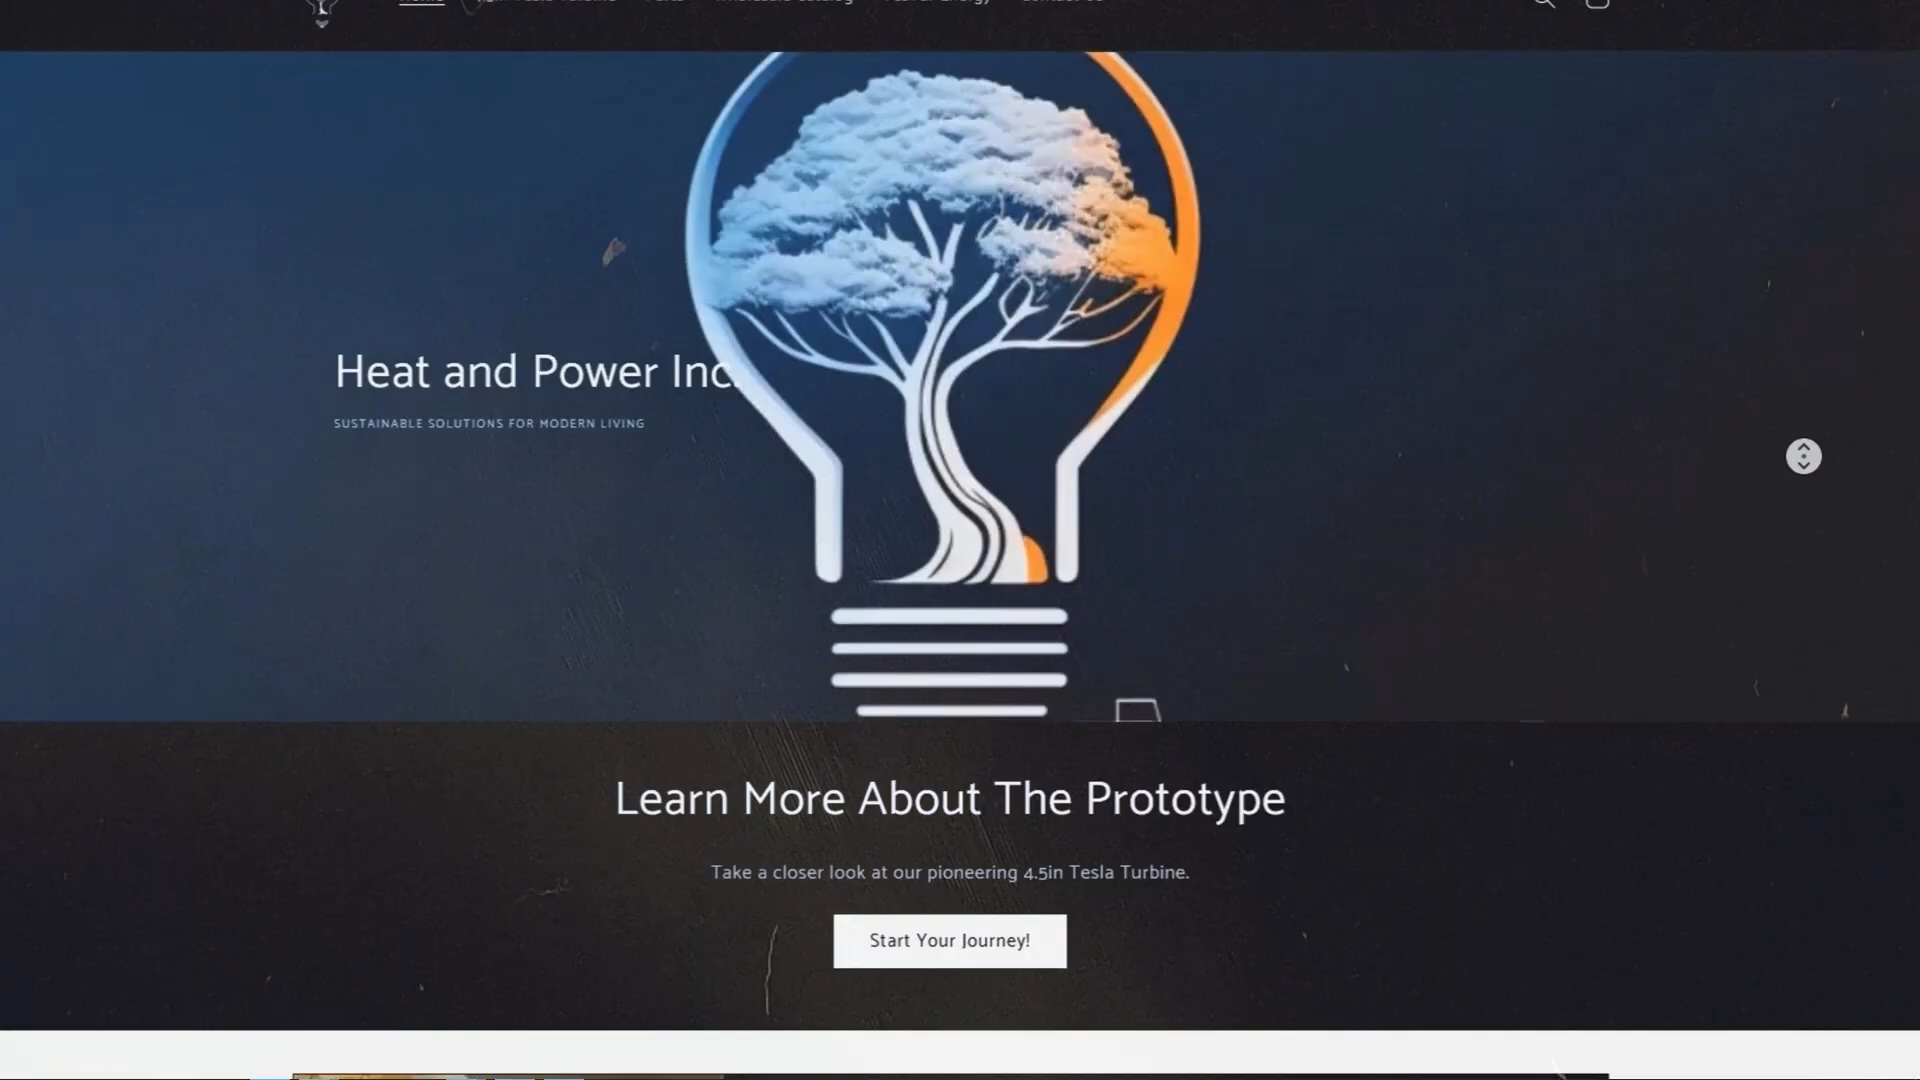 Home
Heat and Power Inc.
SUSTAINABLE SOLUTIONS FOR MODERN LIVING
Learn More About The Prototype
Take a closer look at our pioneering 4.5in Tesla Turbine.
Start Your Journey!